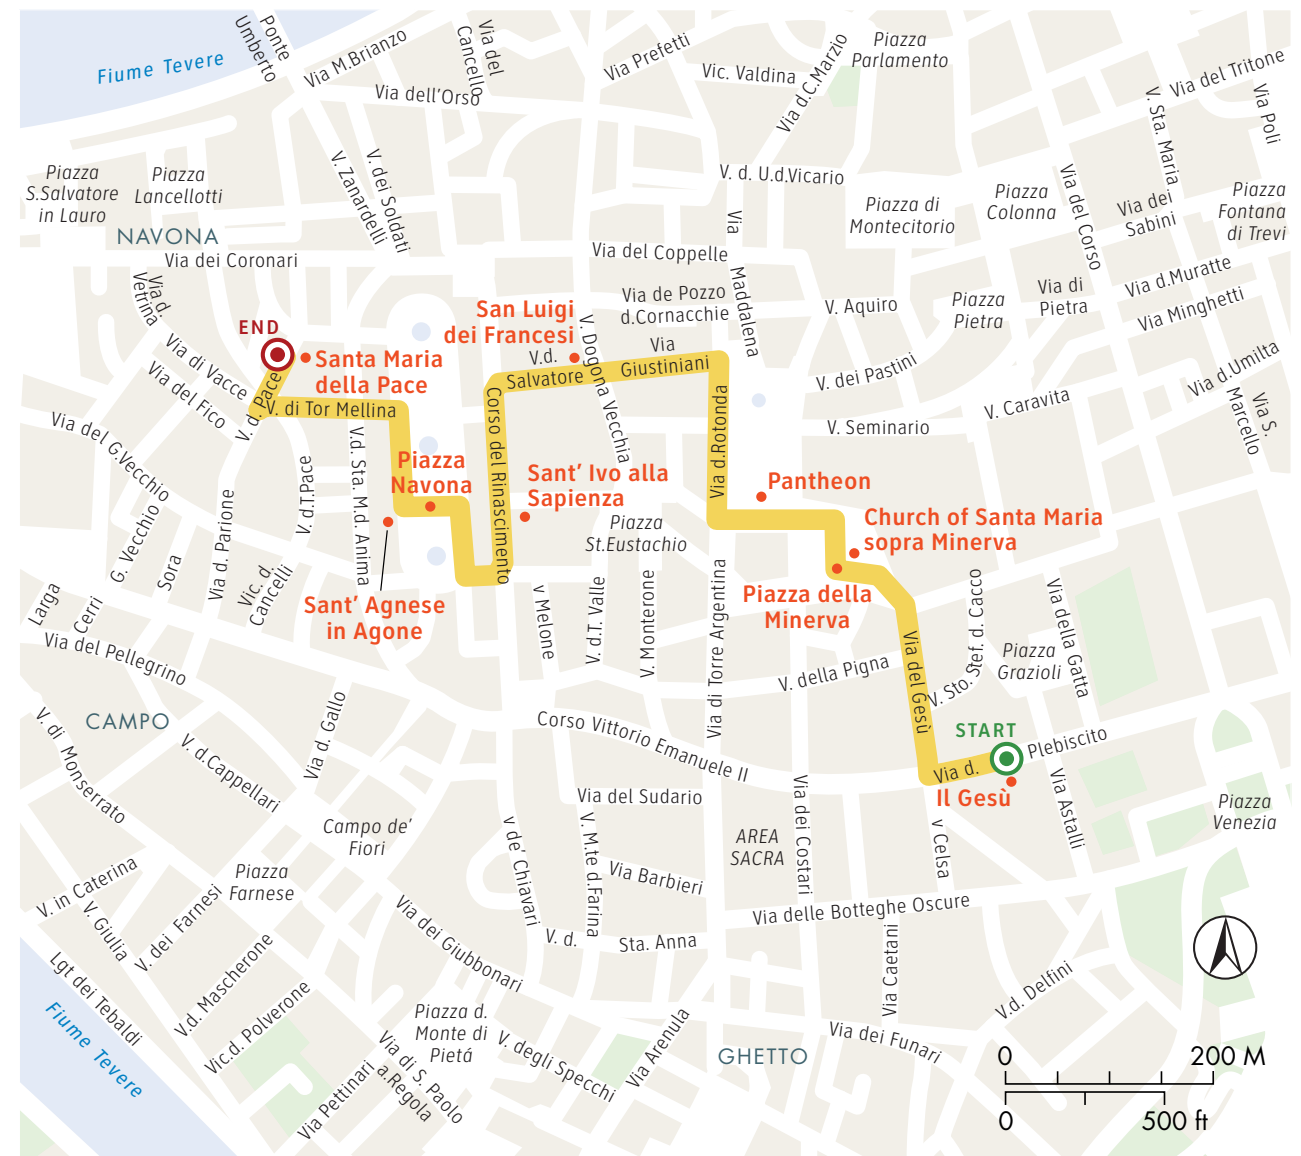 Ponte
Umberto
Via M.Brianzo
Via del
Cancello
Via Prefetti
Piazza
Parlamento
Fiume Tevere
Vic. Valdina
Via d.C.Marzio
Via del Tritone
Via dell'Orso
V. Sta. Maria
Via Poli
Piazza
S.Salvatore
in Lauro
Piazza
Lancellotti
V. Zanardelli
V. dei Soldati
V. d. U.d.Vicario
Via del Corso
Piazza
Colonna
Via dei
Sabini
Piazza
Fontana
di Trevi
Piazza di
Montecitorio
Via
Maddalena
NAVONA
Via dei Coronari
Via del Coppelle
Via d.
Vetrina
Via de Pozzo
d.Cornacchie
V. Aquiro
Piazza
Pietra
Via di
Pietra
Via d.Muratte
Via Minghetti
San Luigi
dei Francesi
END
Santa Maria
della Pace
Via di Vacce
Via del Fico
V. d. Pace
V. di Tor Mellina
V.d.
Salvatore
V. Dogona Vecchia
Via
Giustiniani
V. dei Pastini
Via d.Umilta
Via S.
Marcello
V. Caravita
V. Seminario
Via d.Rotonda
Corso del Rinascimento
Via del G.Vecchio
V.d. Sta. M.d. Anima
V. d.T.Pace
Piazza
Navona
Sant' Ivo alla
Sapienza
Pantheon
Piazza
St.Eustachio
Church of Santa Maria
sopra Minerva
G. Vecchio
Sora
Via d. Parione
Vic. d.
Cancelli
Larga
Cerri
Sant' Agnese
in Agone
v Melone
V. d.T. Valle
V. Monterone
Via di Torre Argentina
Piazza della
Minerva
V. Sto. Stef. d. Cacco
Via della Gatta
Piazza
Grazioli
Via del Gesù
V. della Pigna
Via del Pellegrino
CAMPO
V. di Monserrato
V. d.Cappellari
Via d. Gallo
Corso Vittorio Emanuele II
START
Plebiscito
Via d.
Il Gesù
Via Astalli
Piazza
Venezia
Via del Sudario
Via dei Costari
v Celsa
Campo de'
Fiori
AREA
SACRA
v de' Chiavari
V. M.te d.Farina
Via Barbieri
Piazza
Farnese
V. in Caterina
V. Giulia
V. dei Farnesi
Via delle Botteghe Oscure
V. d.
Sta. Anna
Via dei Giubbonari
Via Caetani
Lgt dei Tebaldi
Fiume Tevere
V.d. Mascherone
Vic.d. Polverone
V.d. Delfini
Piazza d.
Monte di
Pietá
V. degli Specchi
Via Arenula
Via dei Funari
GHETTO
Via di S. Paolo
a.Regola
Via Pettinari
0
200 M
0
500 ft